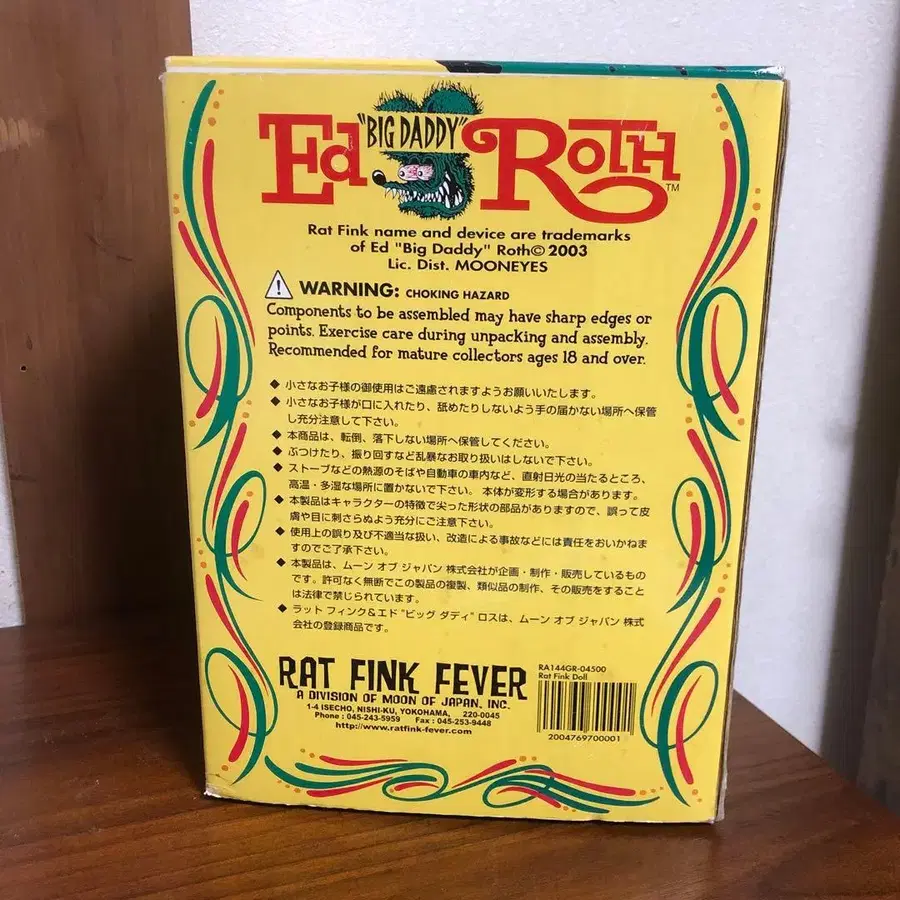 Ed "BIG DADDY" ROTH™
Rat Fink name and device are trademarks
of Ed "Big Daddy" Roth© 2003
Lic. Dist. MOONEYES
WARNING: CHOKING HAZARD
Components to be assembled may have sharp edges or
points. Exercise care during unpacking and assembly.
Recommended for mature collectors ages 18 and over.
◆ 小さなお子様の御使用はご遠慮されますようお願いいたします。
◆ 小さなお子様が口に入れたり、舐めたりしないよう手の届かない場所へ保管
し充分注意して下さい。
◆ 本商品は、転倒、落下しない場所へ保管してください。
◆ ぶつけたり、振り回すなど乱暴なお取り扱いはしないで下さい。
◆ ストーブなどの熱源のそばや自動車の車内など、直射日光の当たるところ、
高温・多湿な場所に置かないで下さい。 本体が変形する場合があります。
◆ 本製品はキャラクターの特徴で尖った形状の部品がありますので、誤って皮
膚や目に刺さらぬよう充分にご注意下さい。
◆ 使用上の誤り及び不適当な扱い、改造による事故などには責任をおいかねま
すのでご了承下さい。
◆ 本製品は、ムーン オブ ジャパン 株式会社が企画・制作・販売しているもの
です。許可なく無断でこの製品の複製、類似品の制作、その販売をすること
は法律で禁じられています。
◆ ラット フィンク＆エド "ビッグ ダディ" ロスは、ムーン オブ ジャパン 株式
会社の登録商品です。
RAT FINK FEVER
A DIVISION OF MOON OF JAPAN, INC.
1-4 ISECHO, NISHI-KU, YOKOHAMA, 220-0045
Phone : 045-243-5959 Fax : 045-253-9448
http://www.ratfink-fever.com
RA144GR-04500
Rat Fink Doll
2004769700001